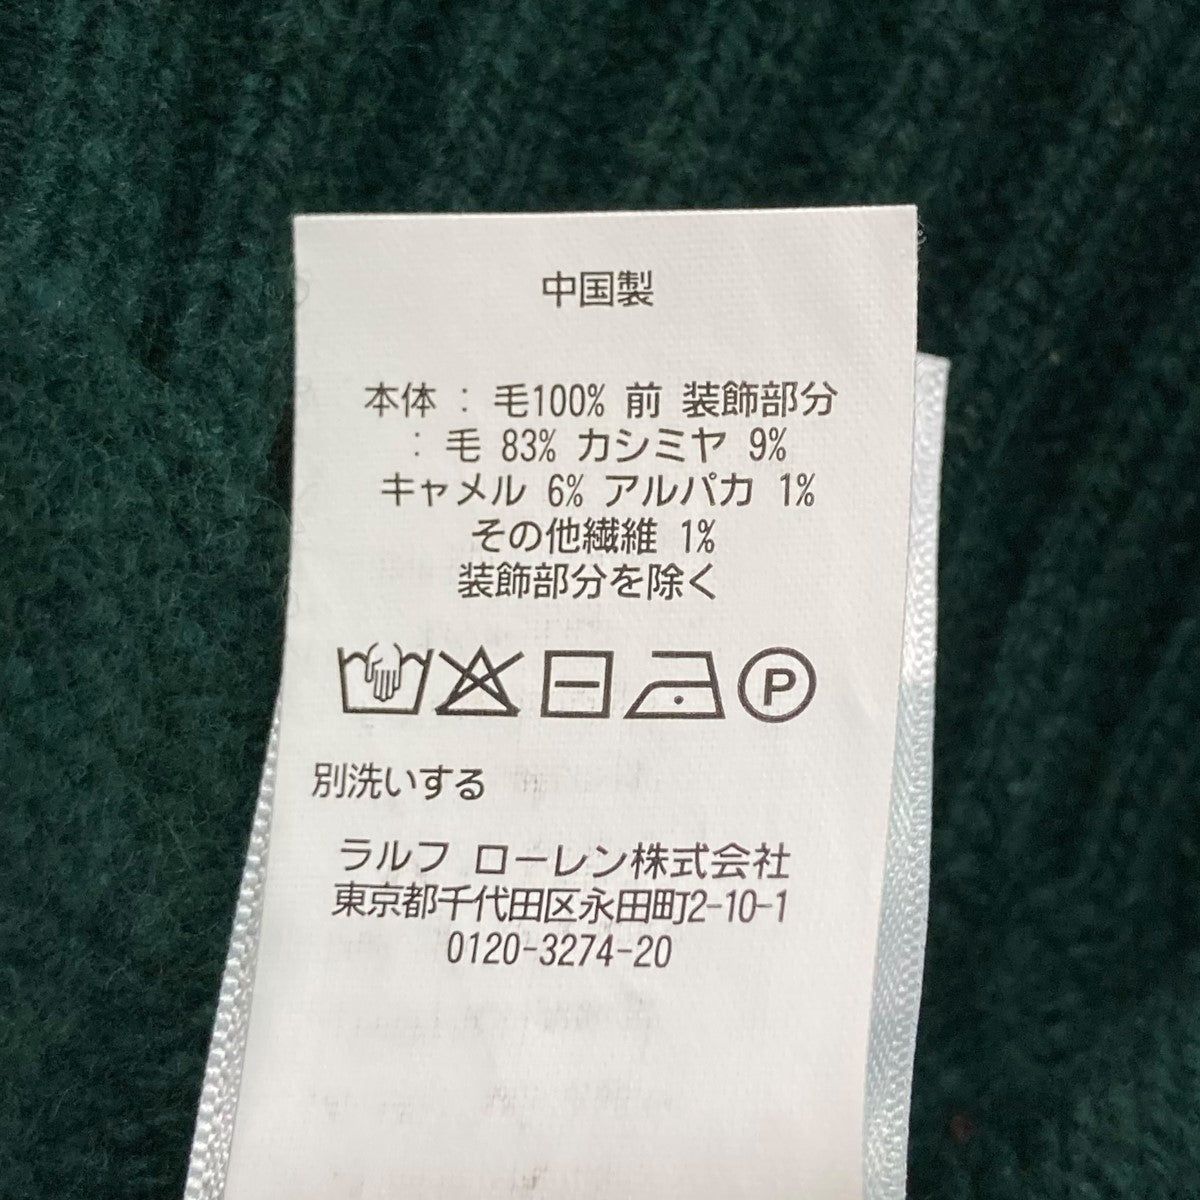 中国製
本体 : 毛100% 前 装飾部分
: 毛 83% カシミヤ 9%
キャメル 6% アルパカ 1%
その他繊維 1%
装飾部分を除く
P
別洗いする
ラルフ ローレン株式会社
東京都千代田区永田町2-10-1
0120-3274-20